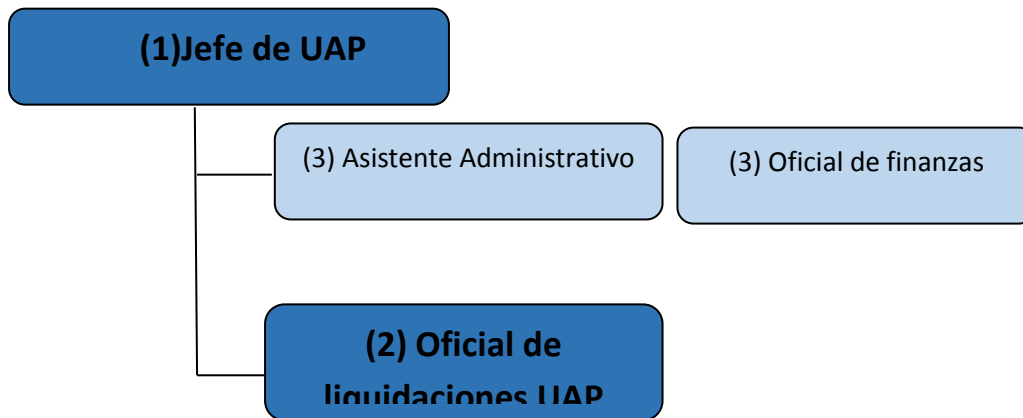 (1)Jefe de UAP
(3) Asistente Administrativo
(3) Oficial de finanzas
(2) Oficial de
liquidaciones UAP